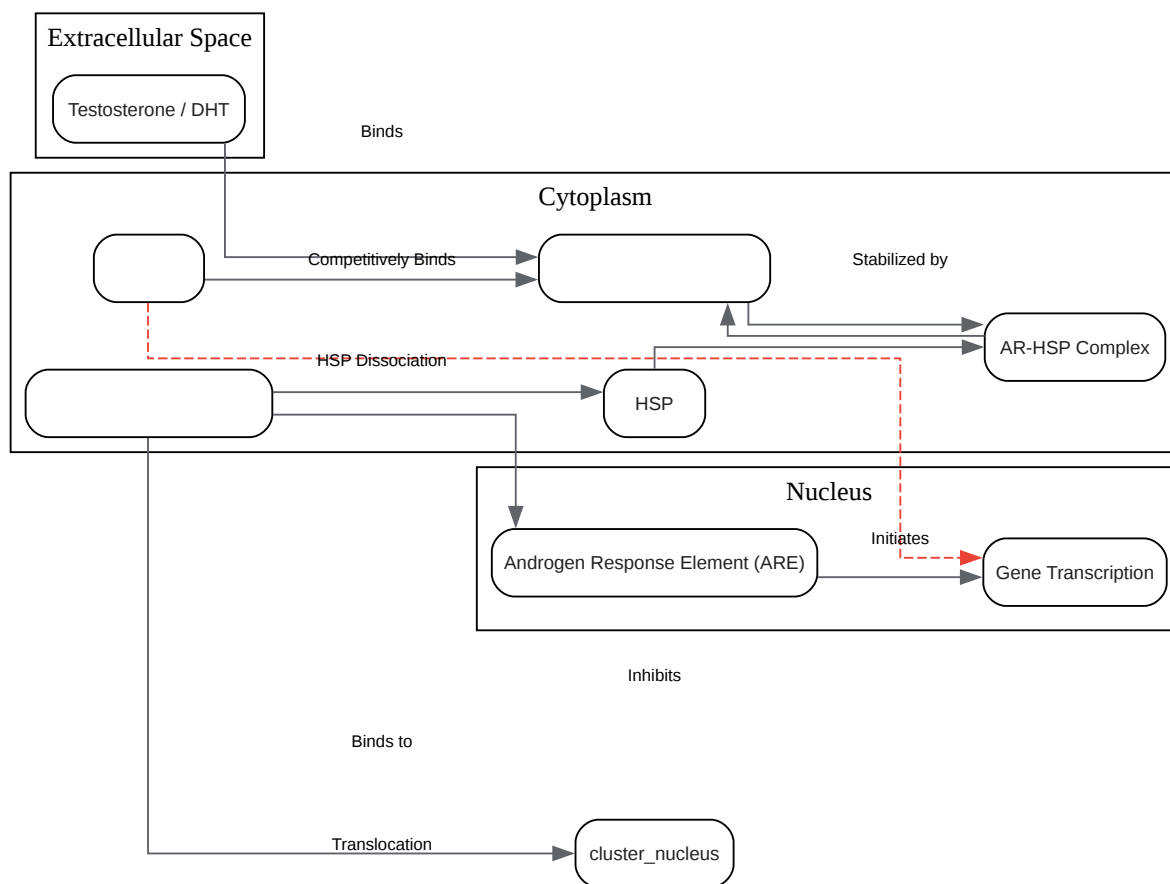 Extracellular Space
Testosterone / DHT
Binds
Cytoplasm
Competitively Binds
Stabilized by
AR-HSP Complex
HSP Dissociation
HSP
Nucleus
Initiates
Androgen Response Element (ARE)
Gene Transcription
Inhibits
Binds to
Translocation
cluster_nucleus